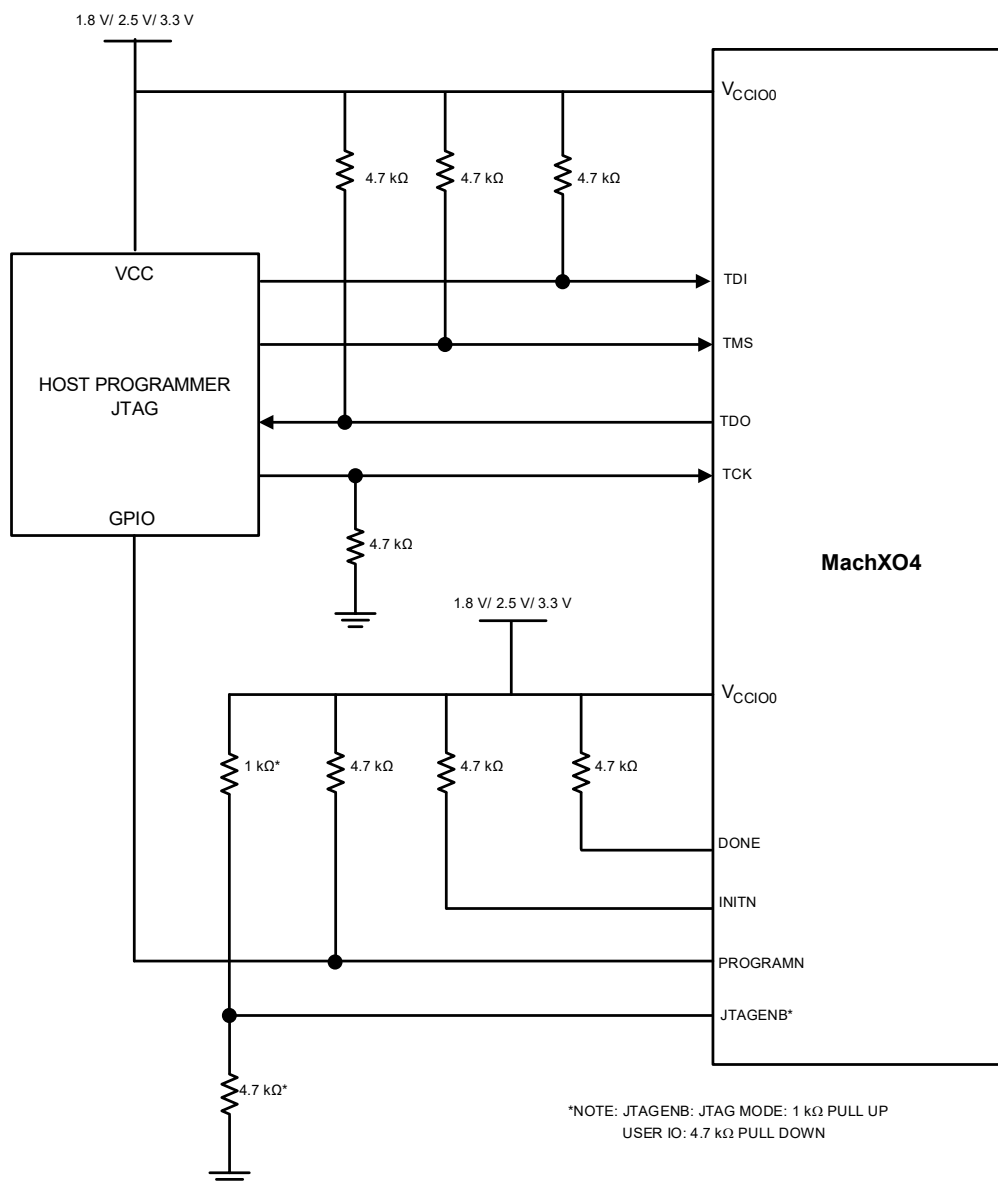 1.8 V/ 2.5 V/ 3.3 V
V_CCIO0
4.7 kΩ
4.7 kΩ
4.7 kΩ
VCC
HOST PROGRAMMER
JTAG
GPIO
TDI
TMS
TDO
TCK
4.7 kΩ
MachXO4
1.8 V/ 2.5 V/ 3.3 V
V_CCIO0
1 kΩ*
4.7 kΩ
4.7 kΩ
4.7 kΩ
DONE
INITN
PROGRAMN
JTAGENB*
4.7 kΩ*
*NOTE: JTAGENB: JTAG MODE: 1 kΩ PULL UP
USER IO: 4.7 kΩ PULL DOWN